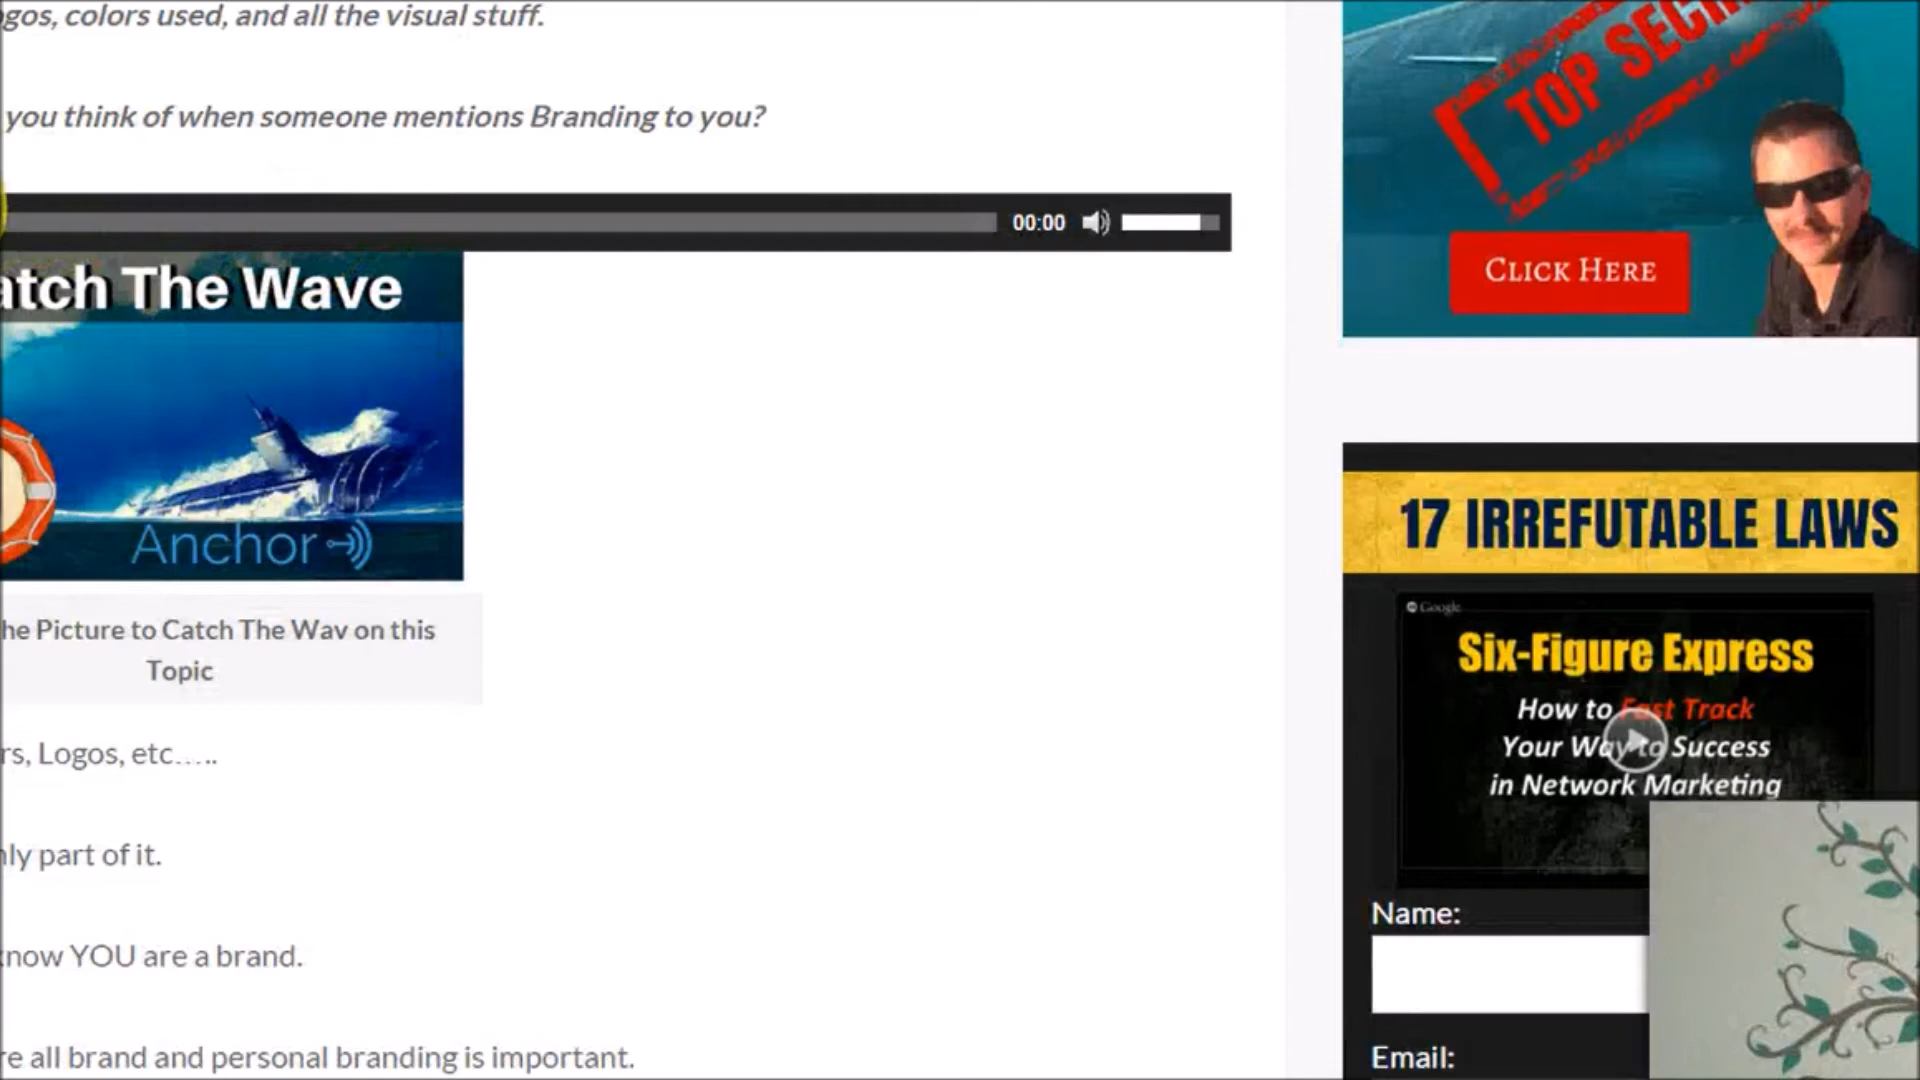 gos, colors used, and all the visual stuff.
you think of when someone mentions Branding to you?
00:00
atch The Wave
Anchor
he Picture to Catch The Wav on this
Topic
rs, Logos, etc…..
nly part of it.
know YOU are a brand.
re all brand and personal branding is important.
TOP SECR
CLICK HERE
17 IRREFUTABLE LAWS
Google
Six-Figure Express
How to Fast Track
Your Way to Success
in Network Marketing
Name:
Email: